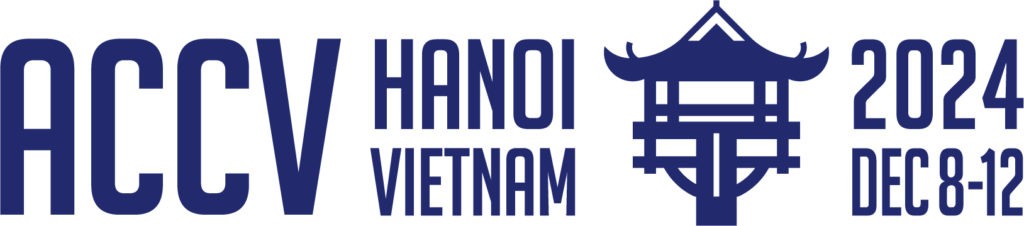 ACCV
HANOI
VIETNAM
2024
DEC 8-12